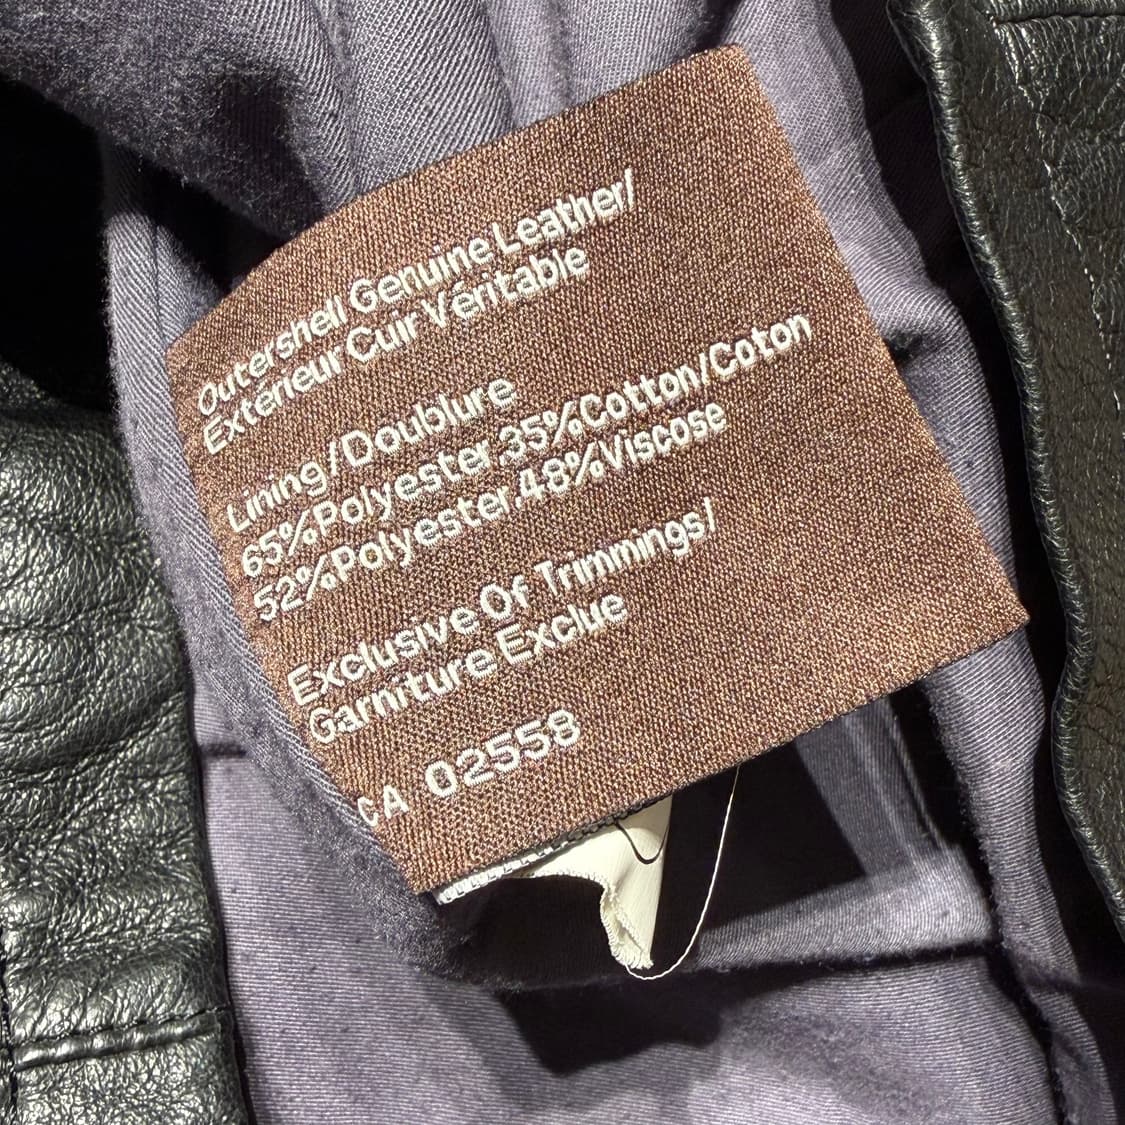 Outershell Genuine Leather/
Extérieur Cuir Véritable
Lining/Doublure
65%Polyester 35%Cotton/Coton
52%Polyester 48%Viscose
Exclusive Of Trimmings/
Garniture Exclue
CA 02558